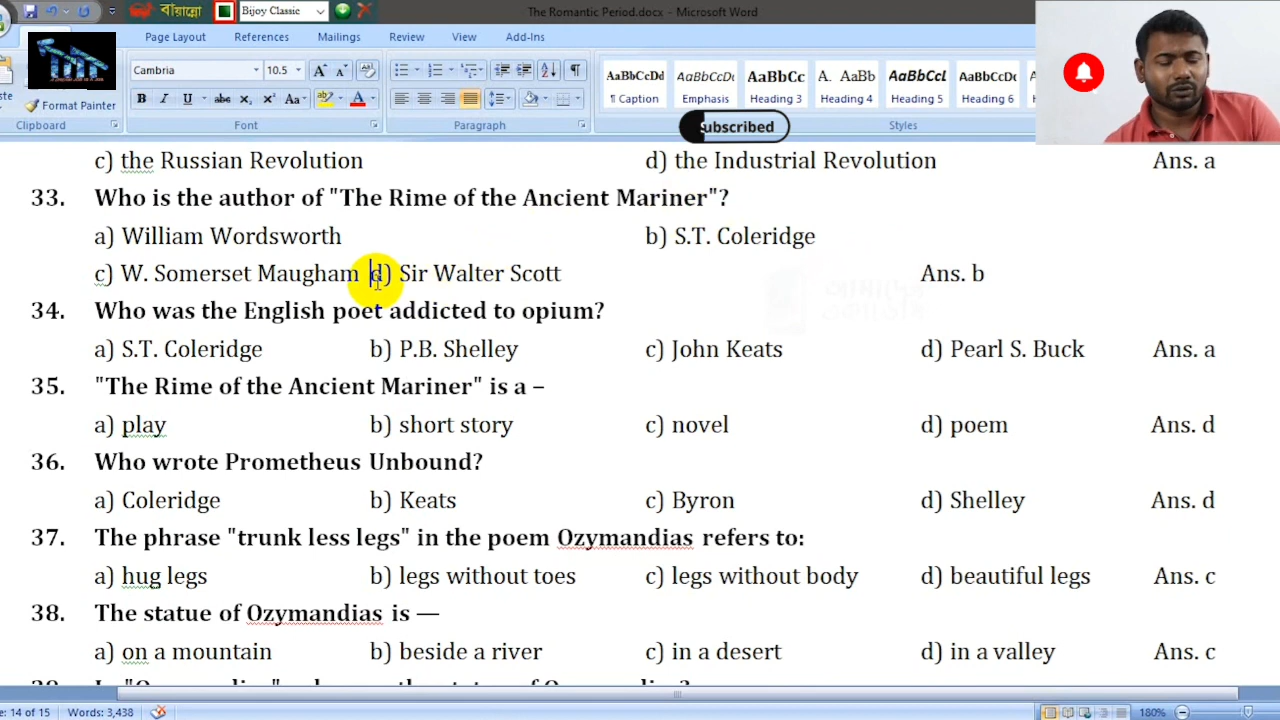 বাঁয়ান্নো Bijoy Classic The Romantic Period.docx - Microsoft Word
Page Layout References Mailings Review View Add-Ins
Cambria 10.5 AaBbCcDd AaBbCcDc AaBbCc A. AaBb AaBbCcL AaBbCc
Format Painter B I U abc X₂ X² Aa A ¶ Caption Emphasis Heading 3 Heading 4 Heading 5 Heading 6
Clipboard Font Paragraph Styles
Subscribed
c) the Russian Revolution d) the Industrial Revolution Ans. a
33. Who is the author of "The Rime of the Ancient Mariner"?
a) William Wordsworth b) S.T. Coleridge
c) W. Somerset Maugham d) Sir Walter Scott Ans. b
34. Who was the English poet addicted to opium?
a) S.T. Coleridge b) P.B. Shelley c) John Keats d) Pearl S. Buck Ans. a
35. "The Rime of the Ancient Mariner" is a –
a) play b) short story c) novel d) poem Ans. d
36. Who wrote Prometheus Unbound?
a) Coleridge b) Keats c) Byron d) Shelley Ans. d
37. The phrase "trunk less legs" in the poem Ozymandias refers to:
a) hug legs b) legs without toes c) legs without body d) beautiful legs Ans. c
38. The statue of Ozymandias is —
a) on a mountain b) beside a river c) in a desert d) in a valley Ans. c
e: 14 of 15 Words: 3,438 180%